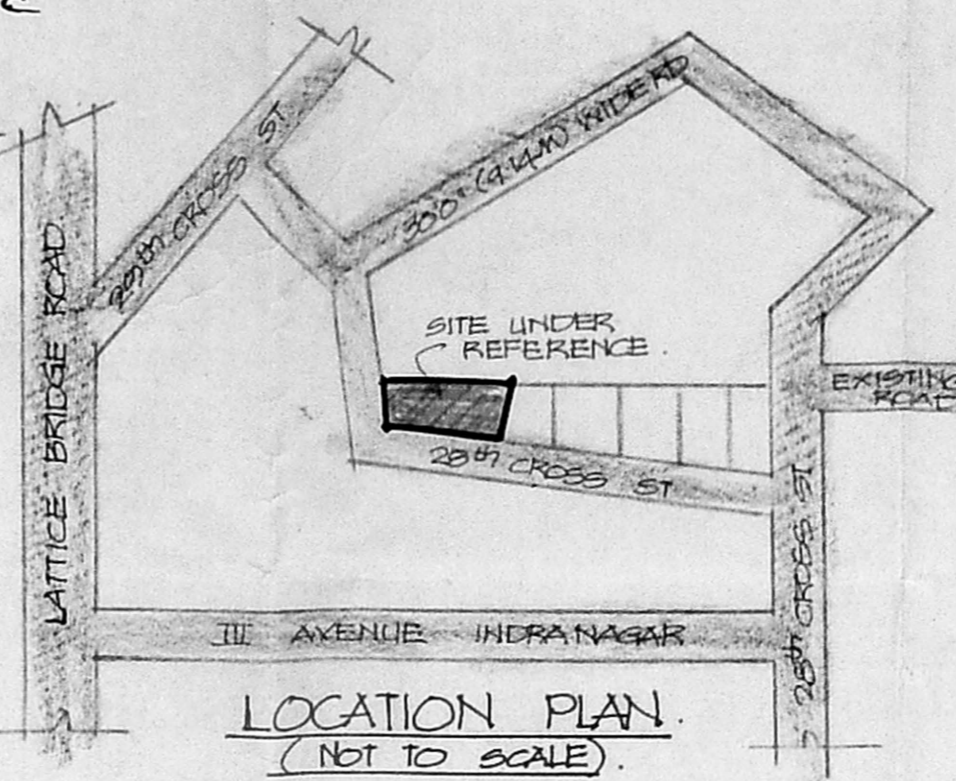 29th CROSS ST
30'0" (9.14M) WIDE RD.
LATTICE BRIDGE ROAD.
SITE UNDER
REFERENCE.
EXISTING
ROAD
28th CROSS ST
28th CROSS ST
III AVENUE INDRANAGAR
LOCATION PLAN.
(NOT TO SCALE).